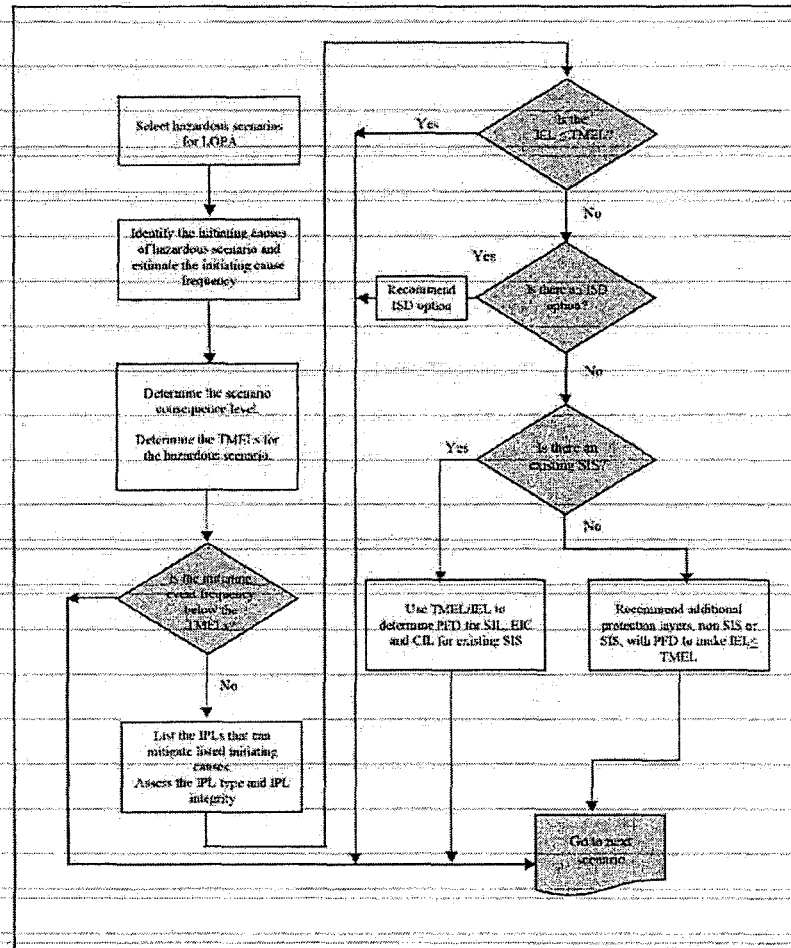 Select hazardous scenarios
for LOPA
Identify the initiating causes
of hazardous scenario and
estimate the initiating cause
frequency
Determine the scenario
consequence level.
Determine the TMELs for
the hazardous scenario.
Is the initiating
event frequency
below the
TMELs?
No
List the IPLs that can
mitigate listed initiating
causes.
Assess the IPL type and IPL
integrity
Is the
IEL ≤ TMEL?
Yes
No
Is there an ISD
option?
Yes
Recommend
ISD option
No
Is there an
existing SIS?
Yes
No
Use TMEL/IEL to
determine PFD for SIL, EIC
and CIL for existing SIS
Recommend additional
protection layers, non SIS or
SIS, with PFD to make IEL≤
TMEL
Go to next
scenario